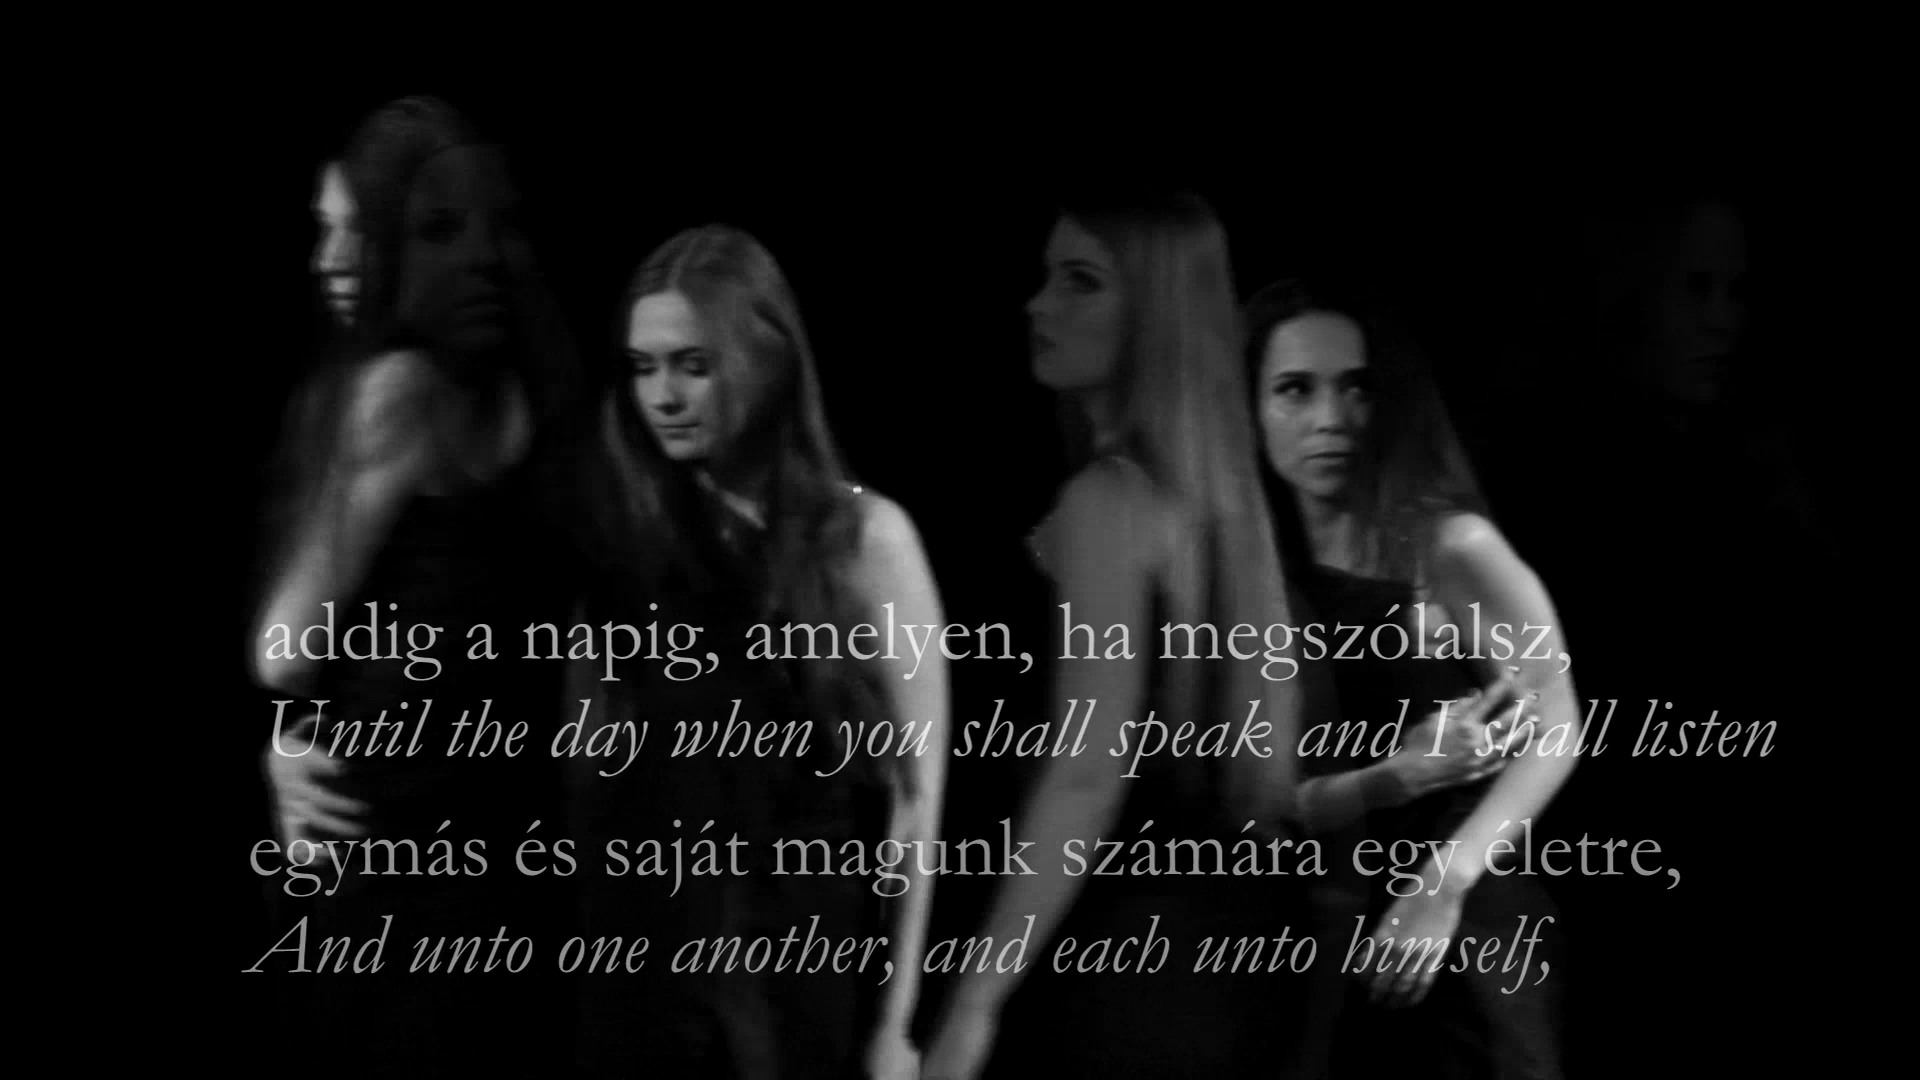 addig a napig, amelyen, ha megszólalsz,
Until the day when you shall speak and I shall listen
egymás és saját magunk számára egy életre,
And unto one another, and each unto himself,